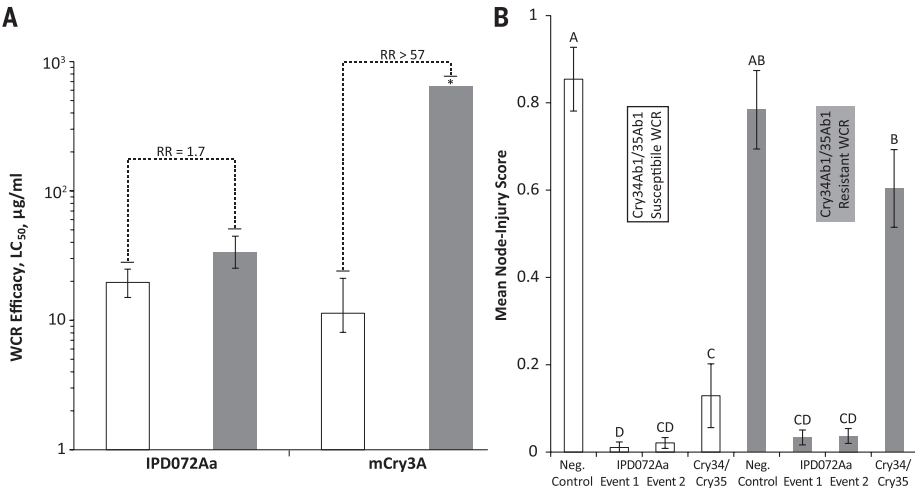 A
WCR Efficacy, LC50, µg/ml
10³
10²
10
1
RR = 1.7
RR > 57
*
IPD072Aa
mCry3A
B
Mean Node-Injury Score
1
0.8
0.6
0.4
0.2
0
A
D
CD
C
AB
CD
CD
B
Cry34Ab1/35Ab1
Susceptibile WCR
Cry34Ab1/35Ab1
Resistant WCR
Neg. IPD072Aa Cry34/ Neg. IPD072Aa Cry34/
Control Event 1 Event 2 Cry35 Control Event 1 Event 2 Cry35